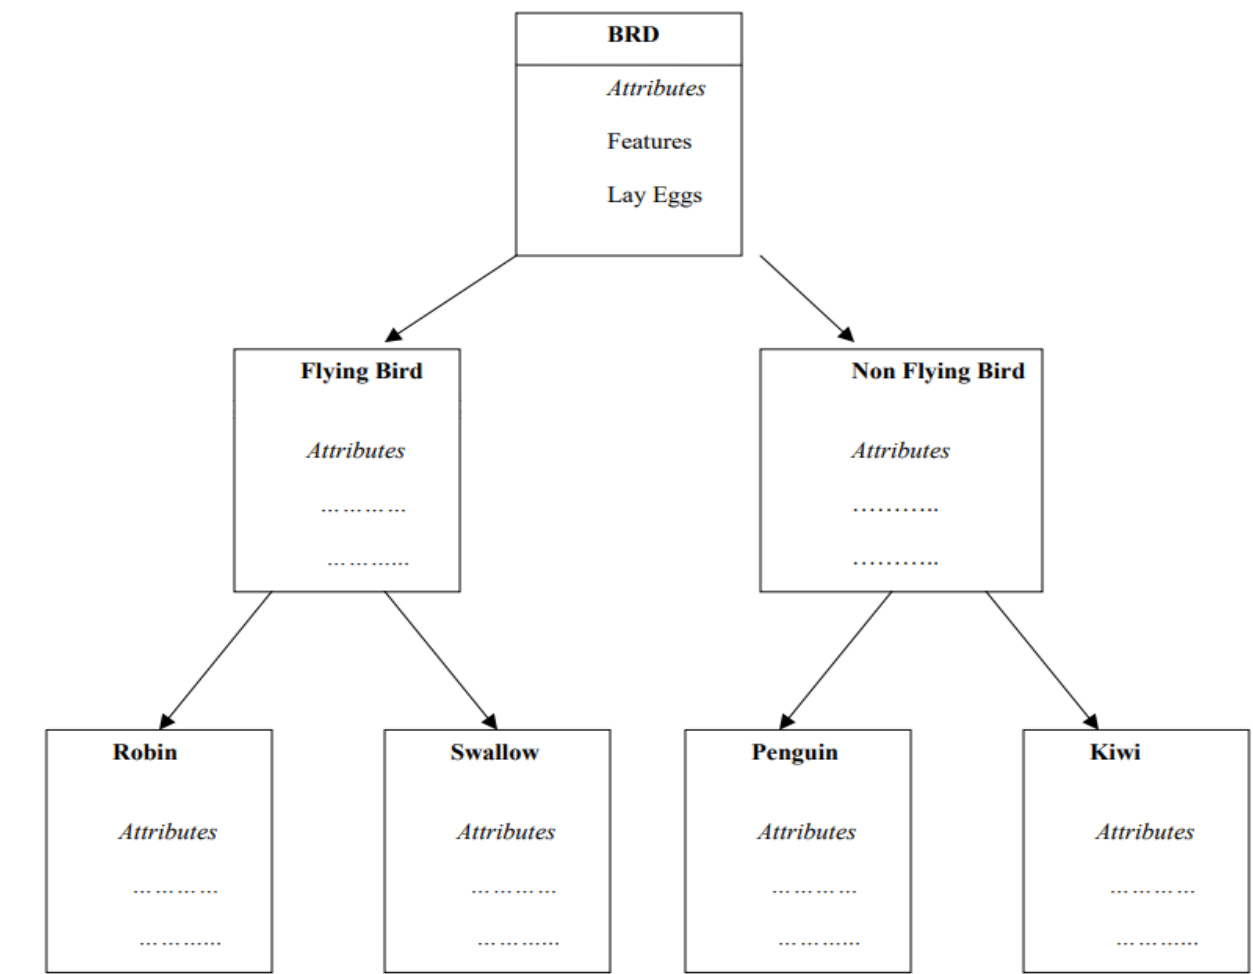 BRD
Attributes
Features
Lay Eggs
Flying Bird
Attributes
…………
………...
Non Flying Bird
Attributes
………..
………..
Robin
Attributes
…………
………...
Swallow
Attributes
…………
………...
Penguin
Attributes
…………
………...
Kiwi
Attributes
…………
………...